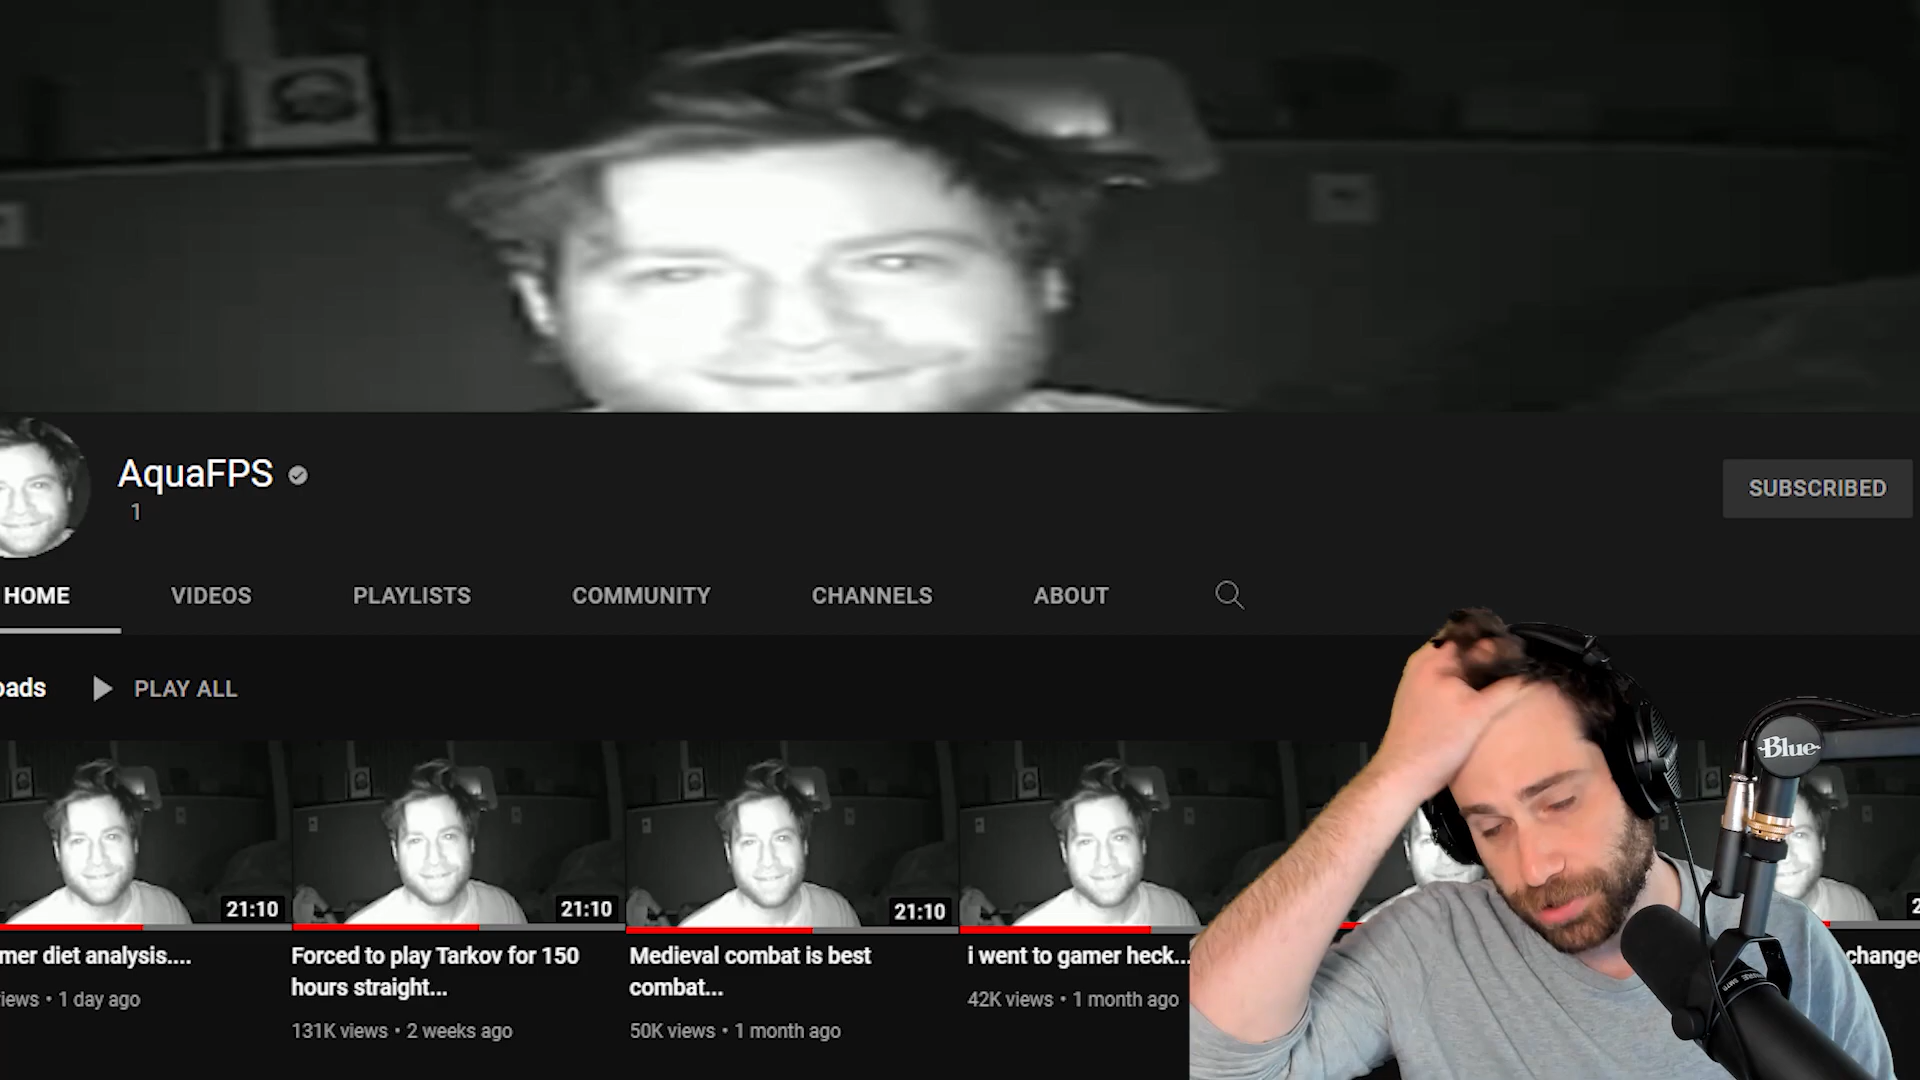 AquaFPS
1
SUBSCRIBED
HOME VIDEOS PLAYLISTS COMMUNITY CHANNELS ABOUT
oads PLAY ALL
21:10 21:10 21:10 2
mer diet analysis.... Forced to play Tarkov for 150 Medieval combat is best i went to gamer heck... change
hours straight... combat...
iews • 1 day ago 42K views • 1 month ago
131K views • 2 weeks ago 50K views • 1 month ago
Blue